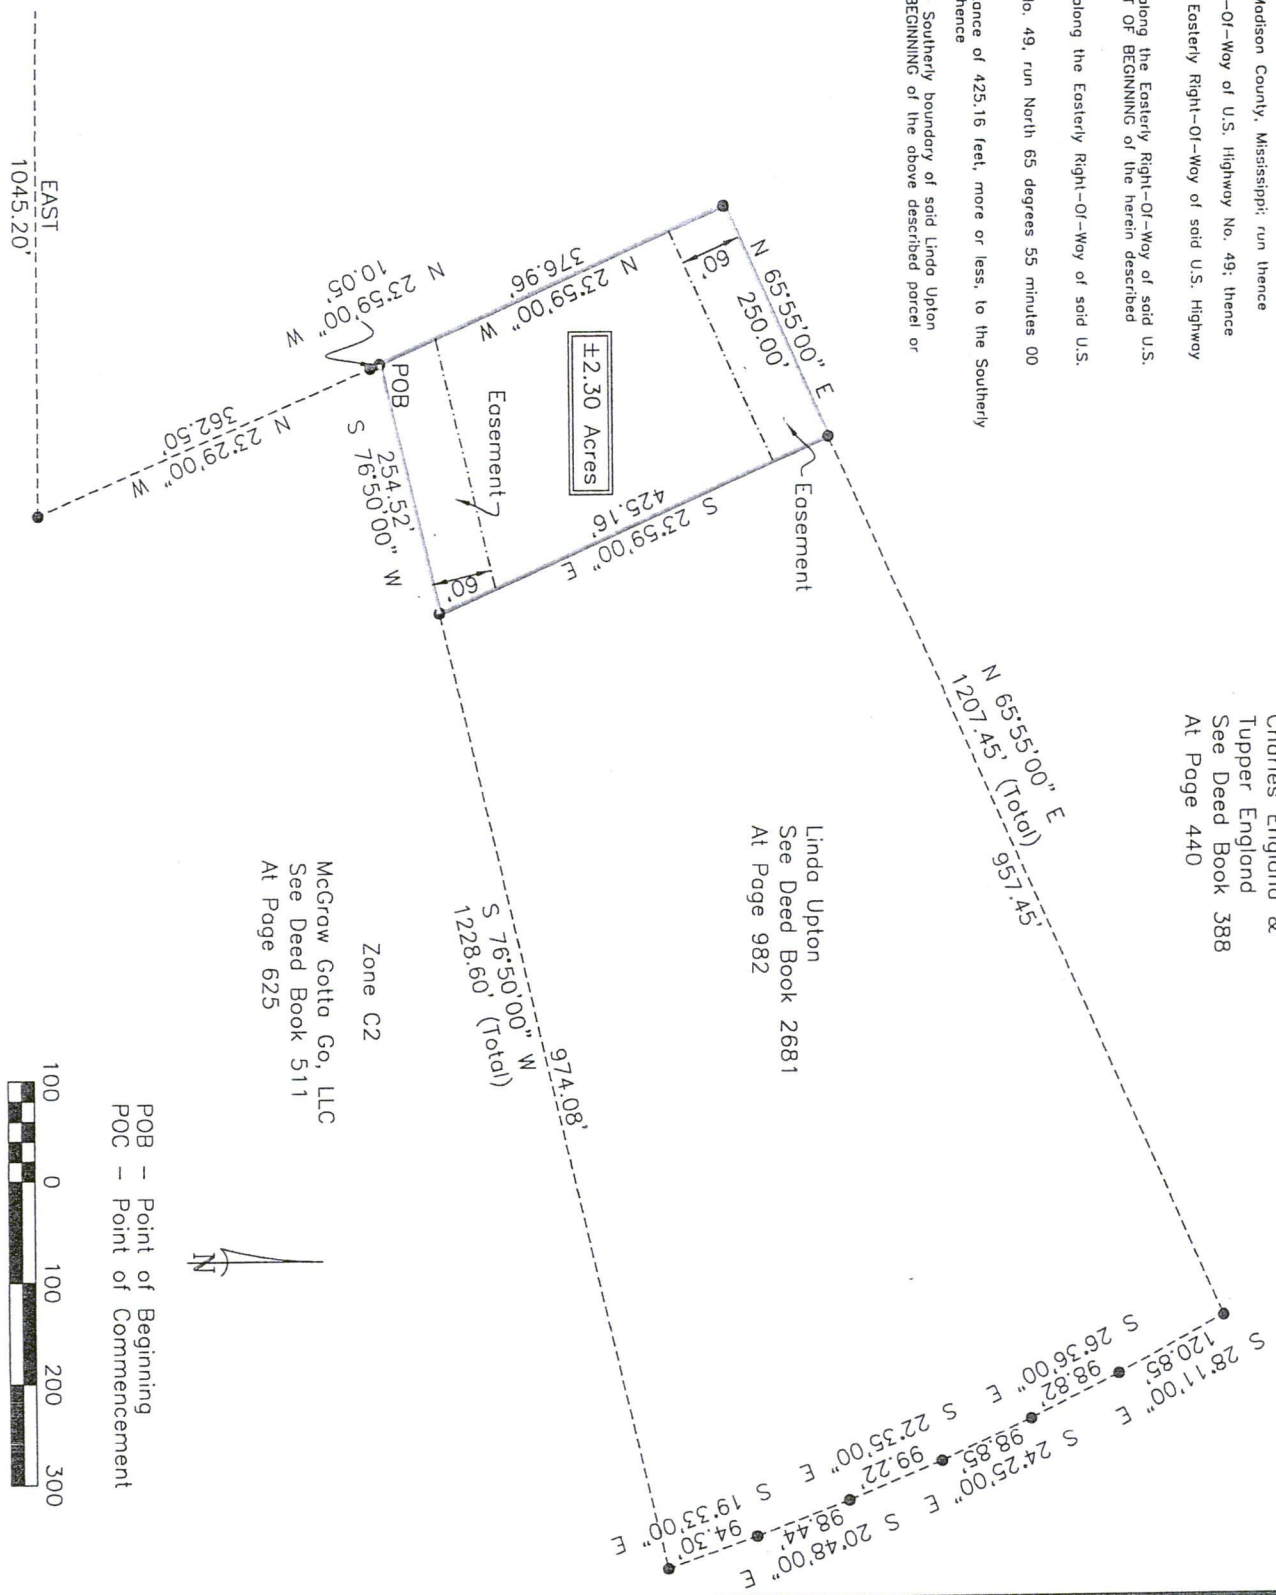 Madison County, Mississippi; run thence
-Of-Way of U.S. Highway No. 49; thence
Easterly Right-Of-Way of said U.S. Highway
along the Easterly Right-Of-Way of said U.S.
T OF BEGINNING of the herein described
along the Easterly Right-Of-Way of said U.S.
No. 49, run North 65 degrees 55 minutes 00
ance of 425.16 feet, more or less, to the Southerly
hence
Southerly boundary of said Linda Upton
BEGINNING of the above described parcel or
Charles England &
Tupper England
See Deed Book 388
At Page 440
N 65°55'00" E
1207.45' (Total)
957.45'
N 65°55'00" E
250.00'
60'
Easement
N 23°59'00" W
376.96'
±2.30 Acres
S 23°59'00" E
425.16'
Easement
60'
N 23°59'00" W
10.05'
POB
254.52'
S 76°50'00" W
N 23°29'00" W
362.50'
EAST
1045.20'
Linda Upton
See Deed Book 2681
At Page 982
974.08'
S 76°50'00" W
1228.60' (Total)
S 28°11'00" E
120.85'
S 26°36'00" E
98.82'
S 24°25'00" E
98.85'
S 22°35'00" E
99.22'
S 20°48'00" E
98.44'
S 19°33'00" E
94.30'
Zone C2
McGraw Gotta Go, LLC
See Deed Book 511
At Page 625
N
POB - Point of Beginning
POC - Point of Commencement
100 0 100 200 300